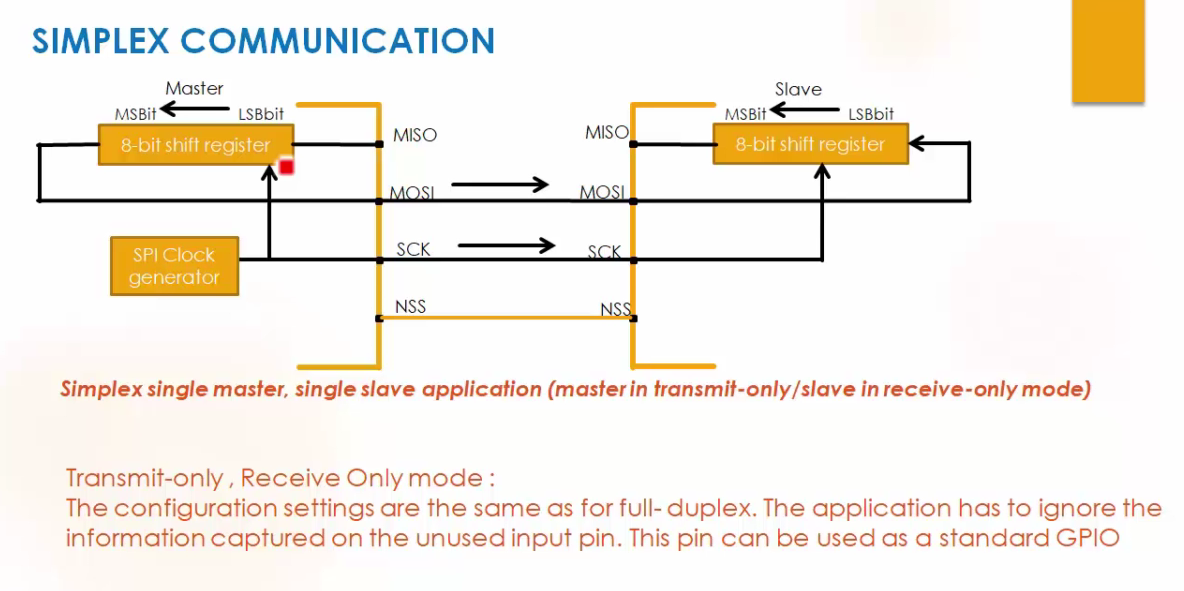 SIMPLEX COMMUNICATION
Master
MSBit
LSBbit
8-bit shift register
MISO
MOSI
SPI Clock
generator
SCK
NSS
Slave
MSBit
LSBbit
MISO
8-bit shift register
MOSI
SCK
NSS
Simplex single master, single slave application (master in transmit-only/slave in receive-only mode)
Transmit-only , Receive Only mode :
The configuration settings are the same as for full- duplex. The application has to ignore the
information captured on the unused input pin. This pin can be used as a standard GPIO